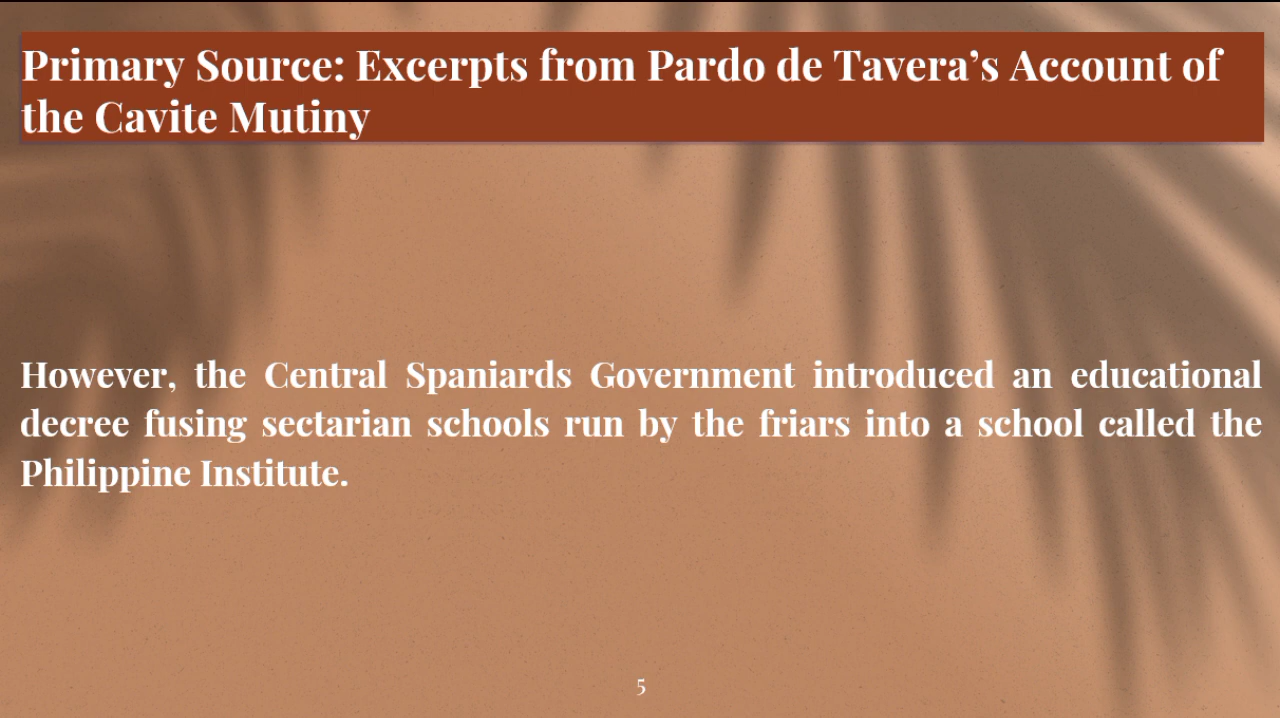 Primary Source: Excerpts from Pardo de Tavera’s Account of
the Cavite Mutiny
However, the Central Spaniards Government introduced an educational
decree fusing sectarian schools run by the friars into a school called the
Philippine Institute.
5